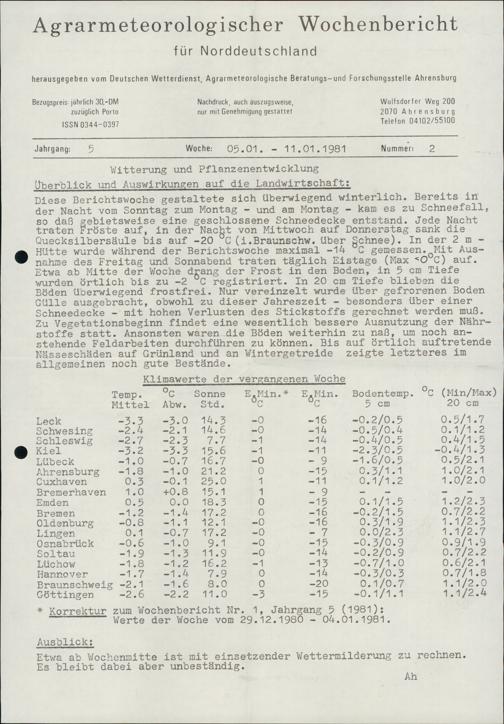 Agrarmeteorologischer Wochenbericht
für Norddeutschland
herausgegeben vom Deutschen Wetterdienst, Agrarmeteorologische Beratungs- und Forschungsstelle Ahrensburg
Bezugspreis: jährlich 30,-DM
zuzüglich Porto
ISSN 0344-0397
Nachdruck, auch auszugsweise,
nur mit Genehmigung gestattet
Wulfsdorfer Weg 200
2070 Ahrensburg
Telefon 04102/55100
Jahrgang: 5 Woche: 05.01. - 11.01.1981 Nummer: 2
Witterung und Pflanzenentwicklung
Überblick und Auswirkungen auf die Landwirtschaft:
Diese Berichtswoche gestaltete sich überwiegend winterlich. Bereits in
der Nacht vom Sonntag zum Montag - und am Montag - kam es zu Schneefall,
so daß gebietsweise eine geschlossene Schneedecke entstand. Jede Nacht
traten Fröste auf, in der Nacht von Mittwoch auf Donnerstag sank die
Quecksilbersäule bis auf -20 °C (i.Braunschw. über Schnee). In der 2 m -
Hütte wurde während der Berichtswoche maximal -14 °C gemessen. Mit Aus-
nahme des Freitag und Sonnabend traten täglich Eistage (Max <0°C) auf.
Etwa ab Mitte der Woche drang der Frost in den Boden, in 5 cm Tiefe
wurden örtlich bis zu -2 °C registriert. In 20 cm Tiefe blieben die
Böden überwiegend frostfrei. Nur vereinzelt wurde über gefrorenen Boden
Gülle ausgebracht, obwohl zu dieser Jahreszeit - besonders über einer
Schneedecke - mit hohen Verlusten des Stickstoffs gerechnet werden muß.
Zu Vegetationsbeginn findet eine wesentlich bessere Ausnutzung der Nähr-
stoffe statt. Ansonsten waren die Böden weiterhin zu naß, um noch an-
stehende Feldarbeiten durchführen zu können. Bis auf örtlich auftretende
Nässeschäden auf Grünland und an Wintergetreide zeigte letzteres im
allgemeinen noch gute Bestände.
Klimawerte der vergangenen Woche
Temp. °C Sonne E.Min.* E.Min. Bodentemp. °C (Min/Max)
Mittel Abw. Std. °C °C 5 cm 20 cm
Leck -3.3 -3.0 14.3 -0 -16 -0.2/0.5 0.5/1.7
Schwesing -2.4 -2.1 14.6 -0 -14 -0.5/0.4 0.1/1.2
Schleswig -2.7 -2.3 7.7 -1 -14 -0.4/0.5 0.4/1.5
Kiel -3.2 -3.3 15.6 -1 -11 -2.3/0.5 -0.4/1.3
Lübeck -1.0 -0.7 16.7 -0 - 9 -1.6/0.5 0.5/2.1
Ahrensburg -1.8 -1.0 21.2 0 -15 0.3/1.1 1.0/2.1
Cuxhaven 0.3 -0.1 25.0 1 -11 0.1/1.2 1.0/2.0
Bremerhaven 1.0 +0.8 15.1 1 - 9 - - - -
Emden 0.5 0.0 18.3 0 -15 0.1/1.5 1.2/2.3
Bremen -1.2 -1.4 17.2 -0 -16 -0.2/1.5 0.7/2.2
Oldenburg -0.8 -1.1 12.1 -0 -16 0.3/1.9 1.1/2.3
Lingen 0.1 -0.7 17.2 -0 - 7 0.0/2.3 1.1/2.7
Osnabrück -0.6 -1.0 9.1 -0 -15 -0.3/0.9 0.9/1.9
Soltau -1.9 -1.3 11.9 -0 -14 -0.2/0.9 0.7/2.2
Lüchow -1.8 -1.2 16.2 -1 -13 -0.7/1.0 0.6/2.1
Hannover -1.7 -1.4 7.9 0 -14 -0.3/0.3 0.7/1.8
Braunschweig -2.1 -1.6 8.0 0 -20 0.1/0.7 1.1/2.0
Göttingen -2.6 -2.2 11.0 -3 -15 -0.1/1.1 1.1/2.4
* Korrektur zum Wochenbericht Nr. 1, Jahrgang 5 (1981):
Werte der Woche vom 29.12.1980 - 04.01.1981.
Ausblick:
Etwa ab Wochenmitte ist mit einsetzender Wettermilderung zu rechnen.
Es bleibt dabei aber unbeständig.
Ah